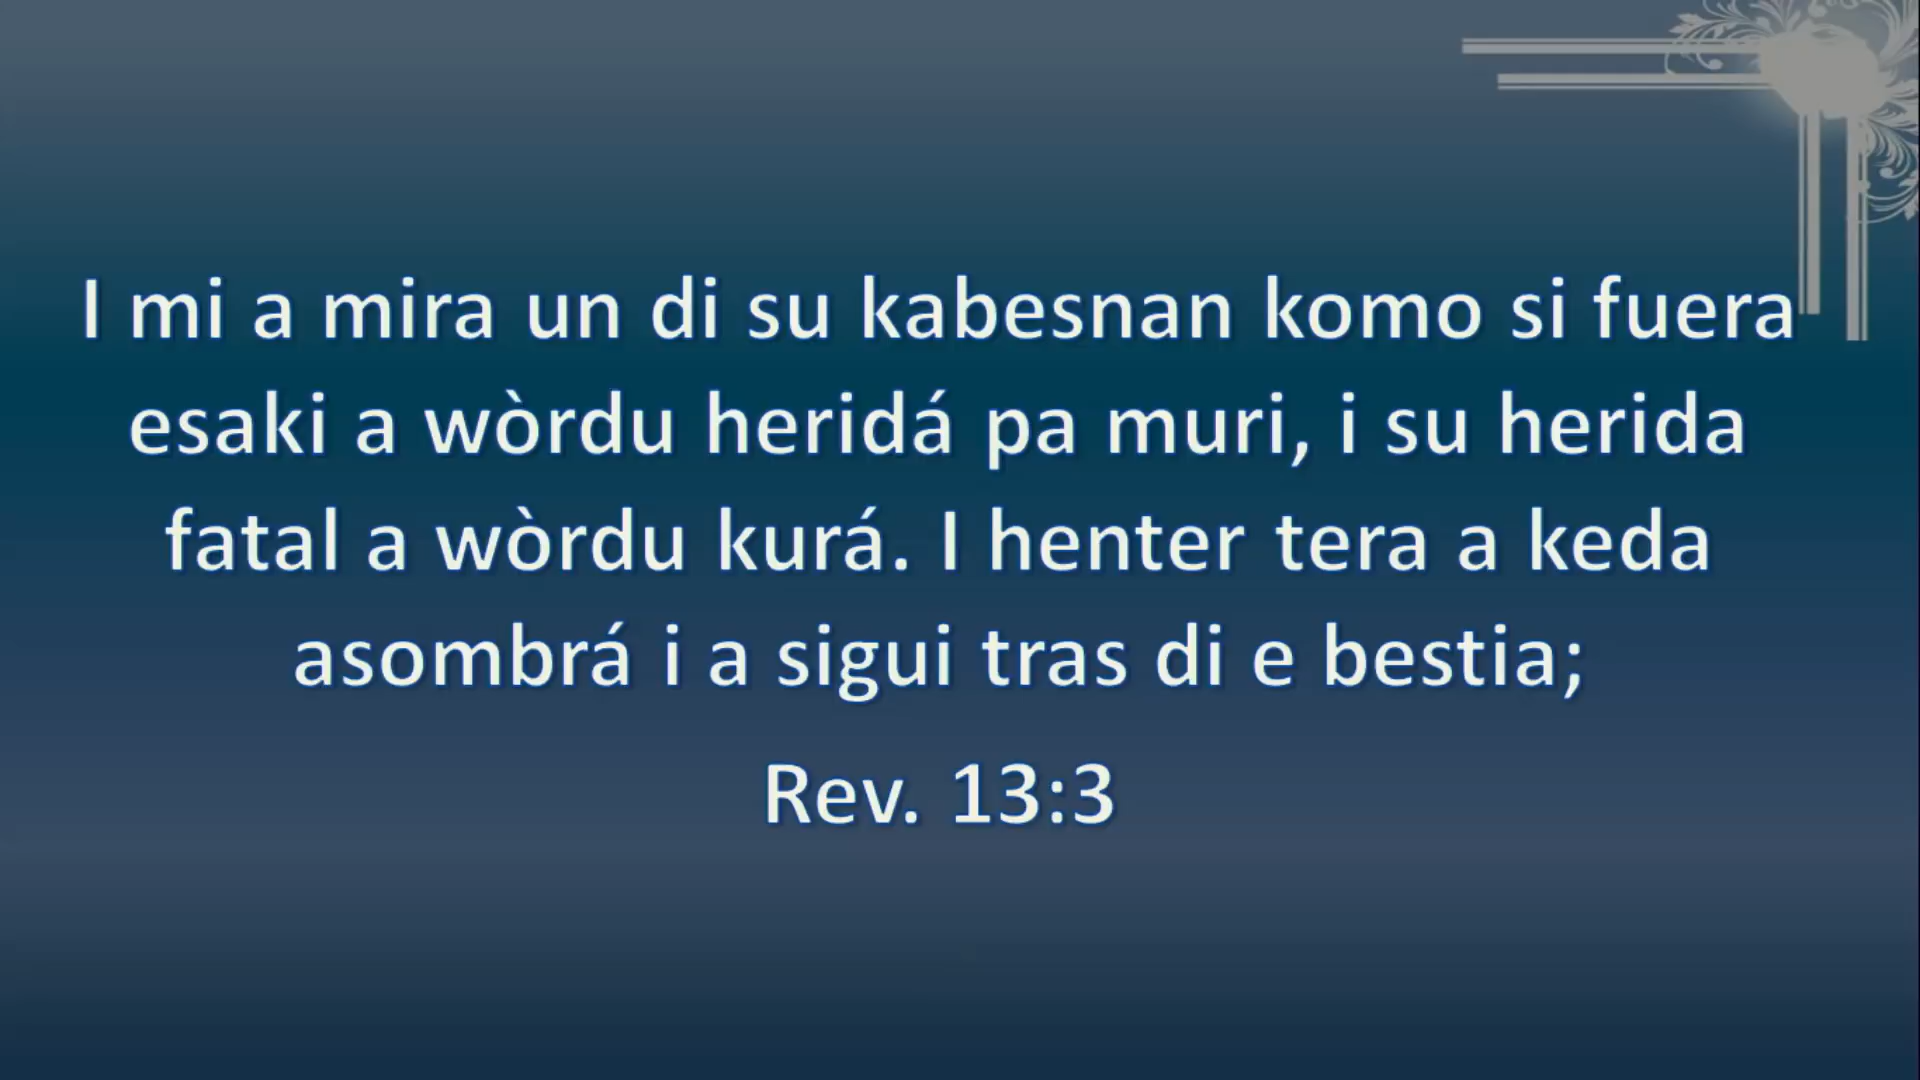 I mi a mira un di su kabesnan komo si fuera
esaki a wòrdu heridá pa muri, i su herida
fatal a wòrdu kurá. I henter tera a keda
asombrá i a sigui tras di e bestia;
Rev. 13:3